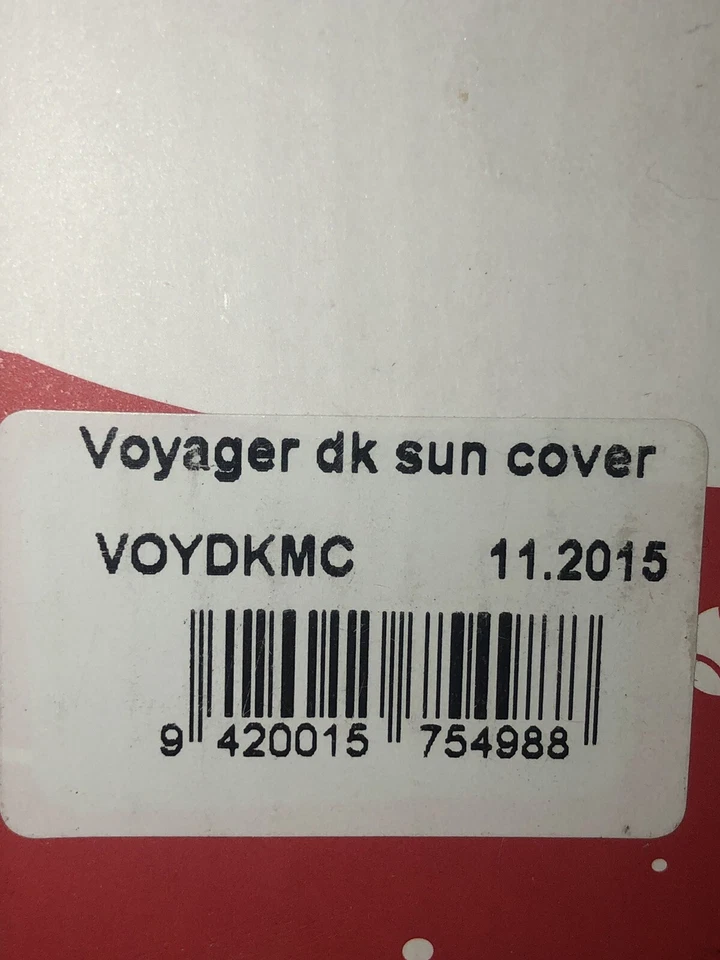 Voyager dk sun cover
VOYDKMC 11.2015
9 420015 754988